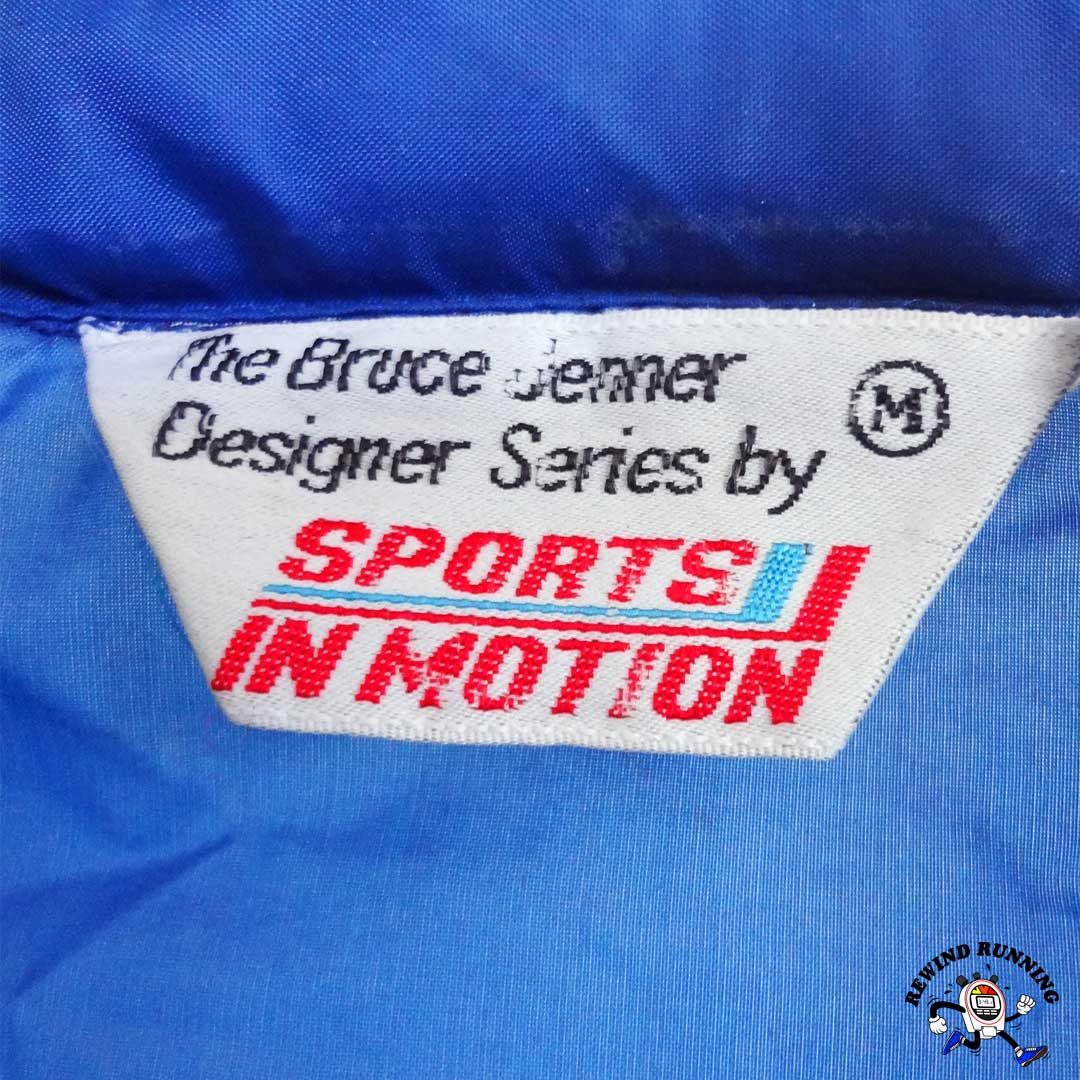 The Bruce Jenner
Designer Series by
M
SPORTS
IN MOTION
REWIND RUNNING